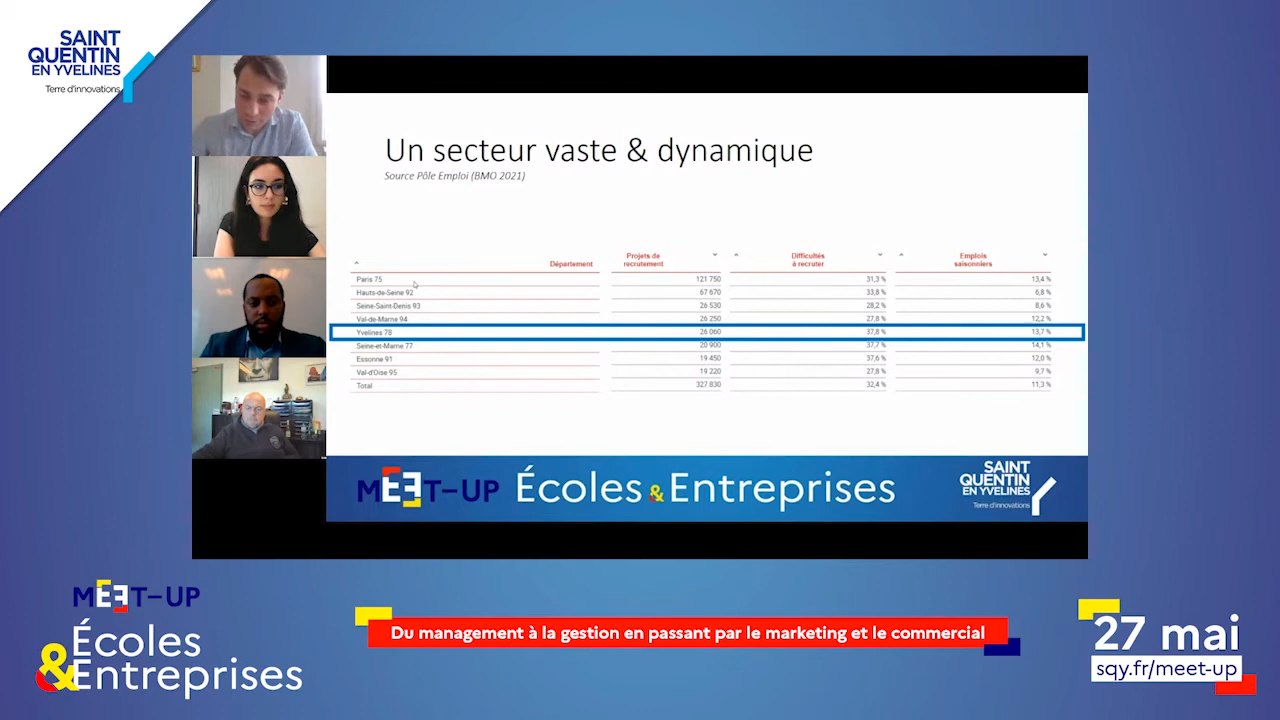 SAINT
QUENTIN
EN YVELINES
Terre d'innovations
Un secteur vaste & dynamique
Source Pôle Emploi (BMO 2021)
Département Projets de recrutement Difficultés à recruter Emplois saisonniers
Paris 75 121 750 31,3 % 13,4 %
Hauts-de-Seine 92 67 670 33,8 % 6,8 %
Seine-Saint-Denis 93 26 530 28,2 % 8,6 %
Val-de-Marne 94 26 250 27,8 % 12,2 %
Yvelines 78 26 060 37,8 % 13,7 %
Seine-et-Marne 77 20 900 37,7 % 14,1 %
Essonne 91 19 450 37,6 % 12,0 %
Val-d'Oise 95 19 220 27,8 % 9,7 %
Total 327 830 32,4 % 11,3 %
MEET-UP Écoles & Entreprises
SAINT
QUENTIN
EN YVELINES
Terre d'innovations
MEET-UP
Écoles
&Entreprises
Du management à la gestion en passant par le marketing et le commercial
27 mai
sqy.fr/meet-up